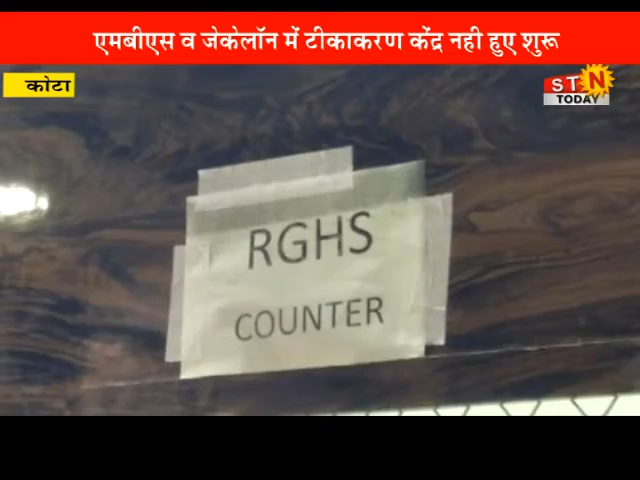 एमबीएस व जेकेलॉन में टीकाकरण केंद्र नही हुए शुरू
कोटा
STN
TODAY
RGHS
COUNTER